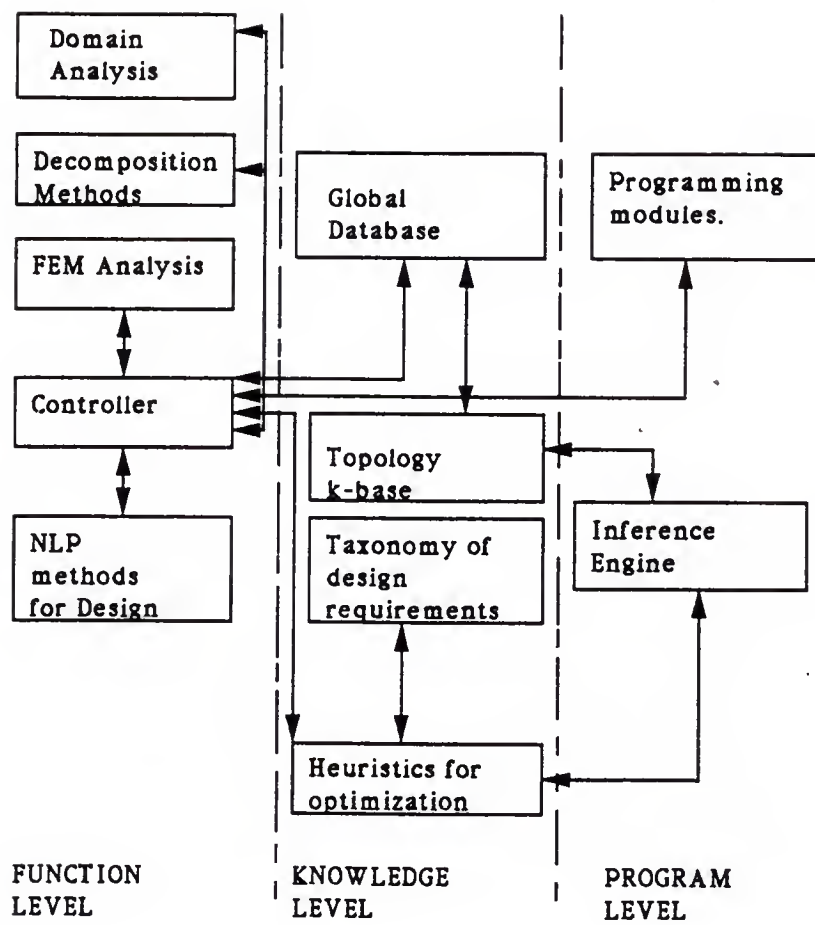 Domain
Analysis
Decomposition
Methods
FEM Analysis
Controller
NLP
methods
for Design
Global
Database
Topology
k-base
Taxonomy of
design
requirements
Heuristics for
optimization
Programming
modules.
Inference
Engine
FUNCTION
LEVEL
KNOWLEDGE
LEVEL
PROGRAM
LEVEL